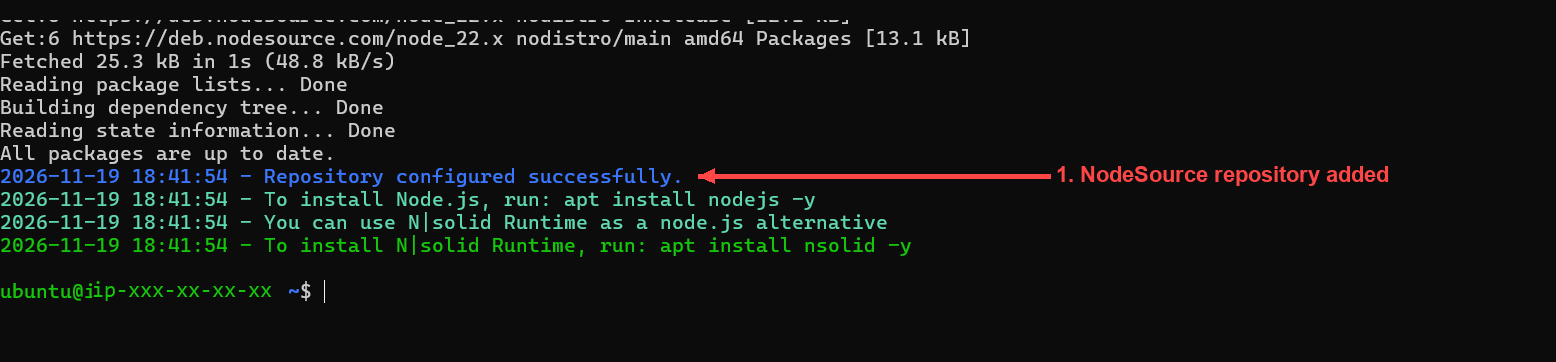 Get:6 https://deb.nodesource.com/node_22.x nodistro/main amd64 Packages [13.1 kB]
Fetched 25.3 kB in 1s (48.8 kB/s)
Reading package lists... Done
Building dependency tree... Done
Reading state information... Done
All packages are up to date.
2026-11-19 18:41:54 - Repository configured successfully. 1. NodeSource repository added
2026-11-19 18:41:54 - To install Node.js, run: apt install nodejs -y
2026-11-19 18:41:54 - You can use N|solid Runtime as a node.js alternative
2026-11-19 18:41:54 - To install N|solid Runtime, run: apt install nsolid -y
ubuntu@iip-xxx-xx-xx-xx ~$